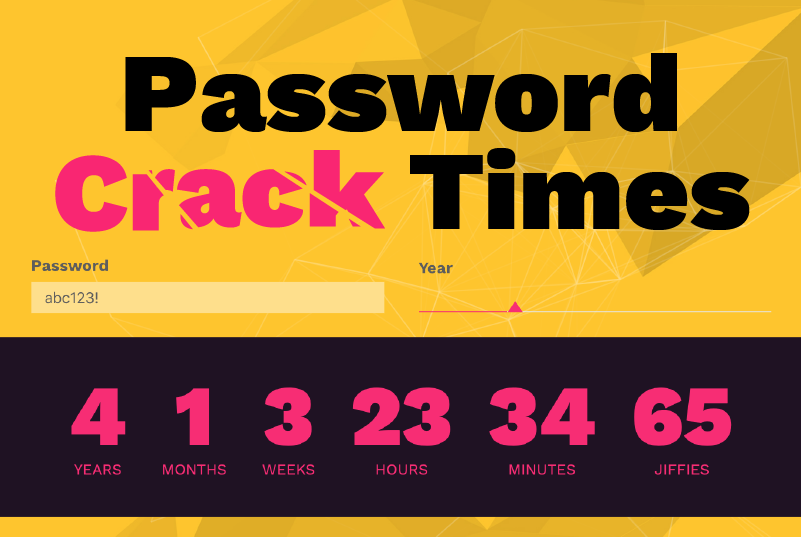 Password
Crack Times
Password
Year
abc123!
4 1 3 23 34 65
YEARS MONTHS WEEKS HOURS MINUTES JIFFIES